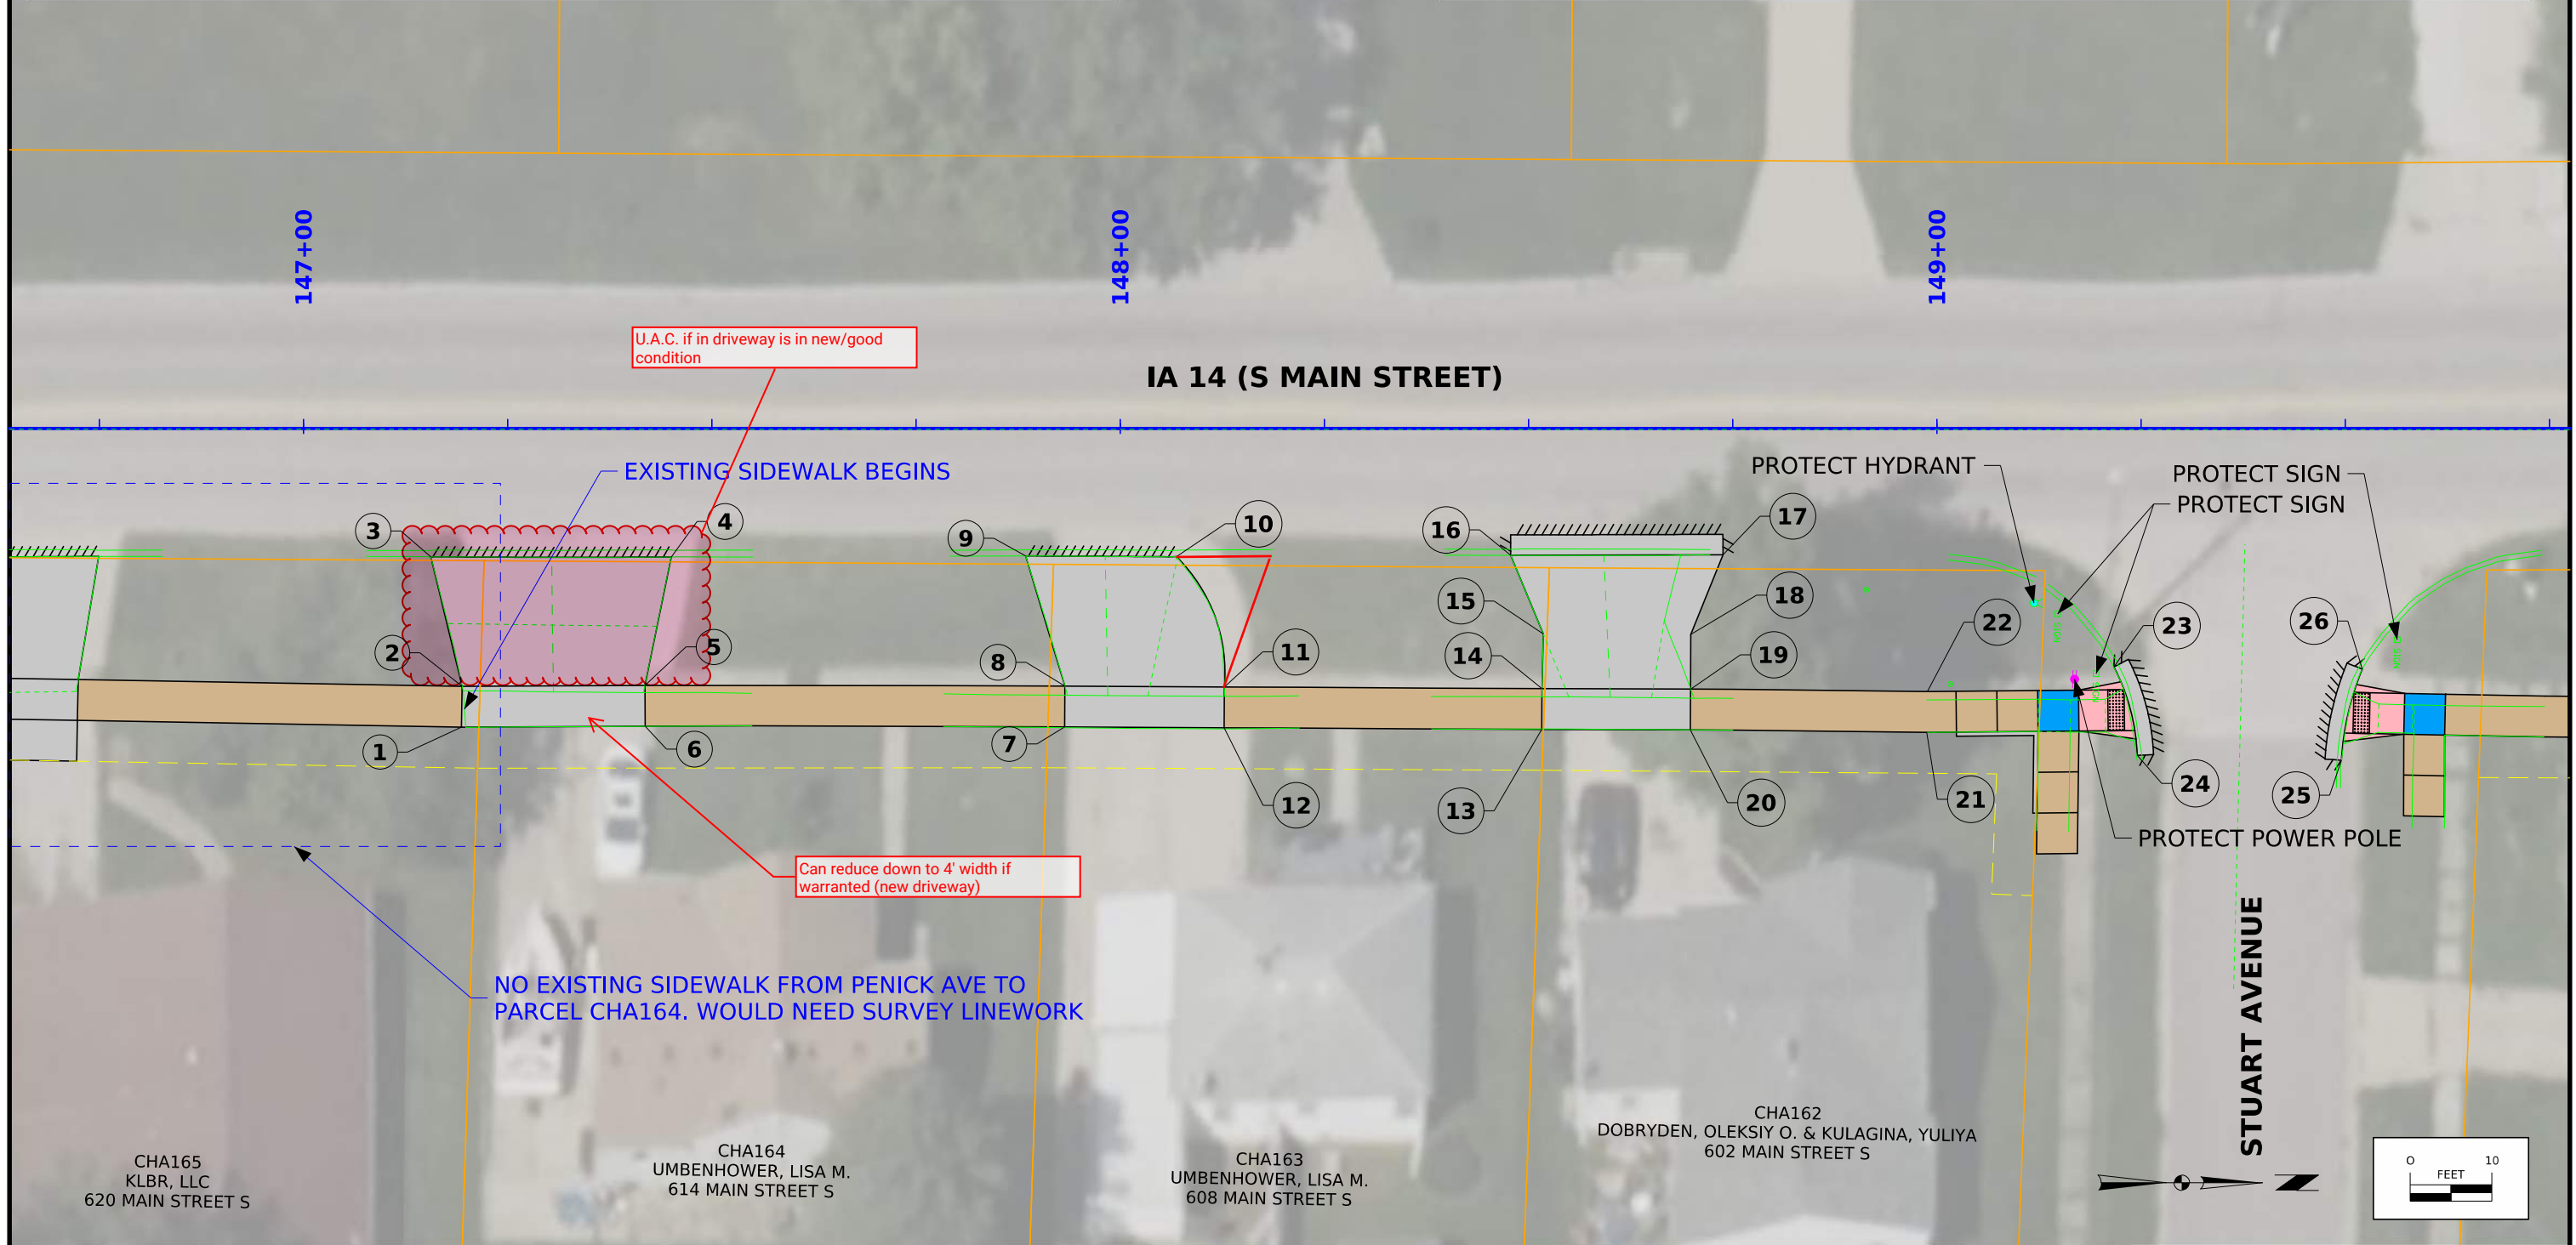 147+00
148+00
149+00
U.A.C. if in driveway is in new/good
condition
IA 14 (S MAIN STREET)
EXISTING SIDEWALK BEGINS
PROTECT HYDRANT
PROTECT SIGN
PROTECT SIGN
3
4
9
10
16
17
2
5
8
11
15
14
18
19
22
23
26
1
6
7
12
13
20
21
24
25
PROTECT POWER POLE
Can reduce down to 4' width if
warranted (new driveway)
NO EXISTING SIDEWALK FROM PENICK AVE TO
PARCEL CHA164. WOULD NEED SURVEY LINEWORK
STUART AVENUE
CHA165
KLBR, LLC
620 MAIN STREET S
CHA164
UMBENHOWER, LISA M.
614 MAIN STREET S
CHA163
UMBENHOWER, LISA M.
608 MAIN STREET S
CHA162
DOBRYDEN, OLEKSIY O. & KULAGINA, YULIYA
602 MAIN STREET S
0 10
FEET